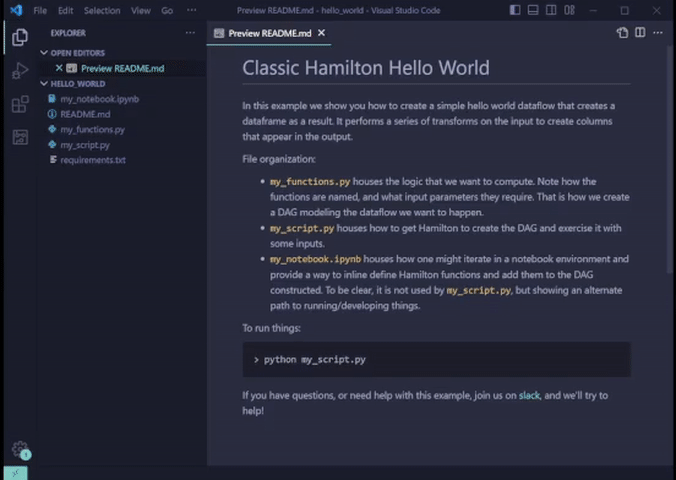 File Edit Selection View Go ··· Preview README.md - hello_world - Visual Studio Code
EXPLORER ···
OPEN EDITORS
Preview README.md
HELLO_WORLD
my_notebook.ipynb
README.md
my_functions.py
my_script.py
requirements.txt
1
Preview README.md
Classic Hamilton Hello World
In this example we show you how to create a simple hello world dataflow that creates a
dataframe as a result. It performs a series of transforms on the input to create columns
that appear in the output.
File organization:
• my_functions.py houses the logic that we want to compute. Note how the
functions are named, and what input parameters they require. That is how we create
a DAG modeling the dataflow we want to happen.
• my_script.py houses how to get Hamilton to create the DAG and exercise it with
some inputs.
• my_notebook.ipynb houses how one might iterate in a notebook environment and
provide a way to inline define Hamilton functions and add them to the DAG
constructed. To be clear, it is not used by my_script.py, but showing an alternate
path to running/developing things.
To run things:
> python my_script.py
If you have questions, or need help with this example, join us on slack, and we'll try to
help!